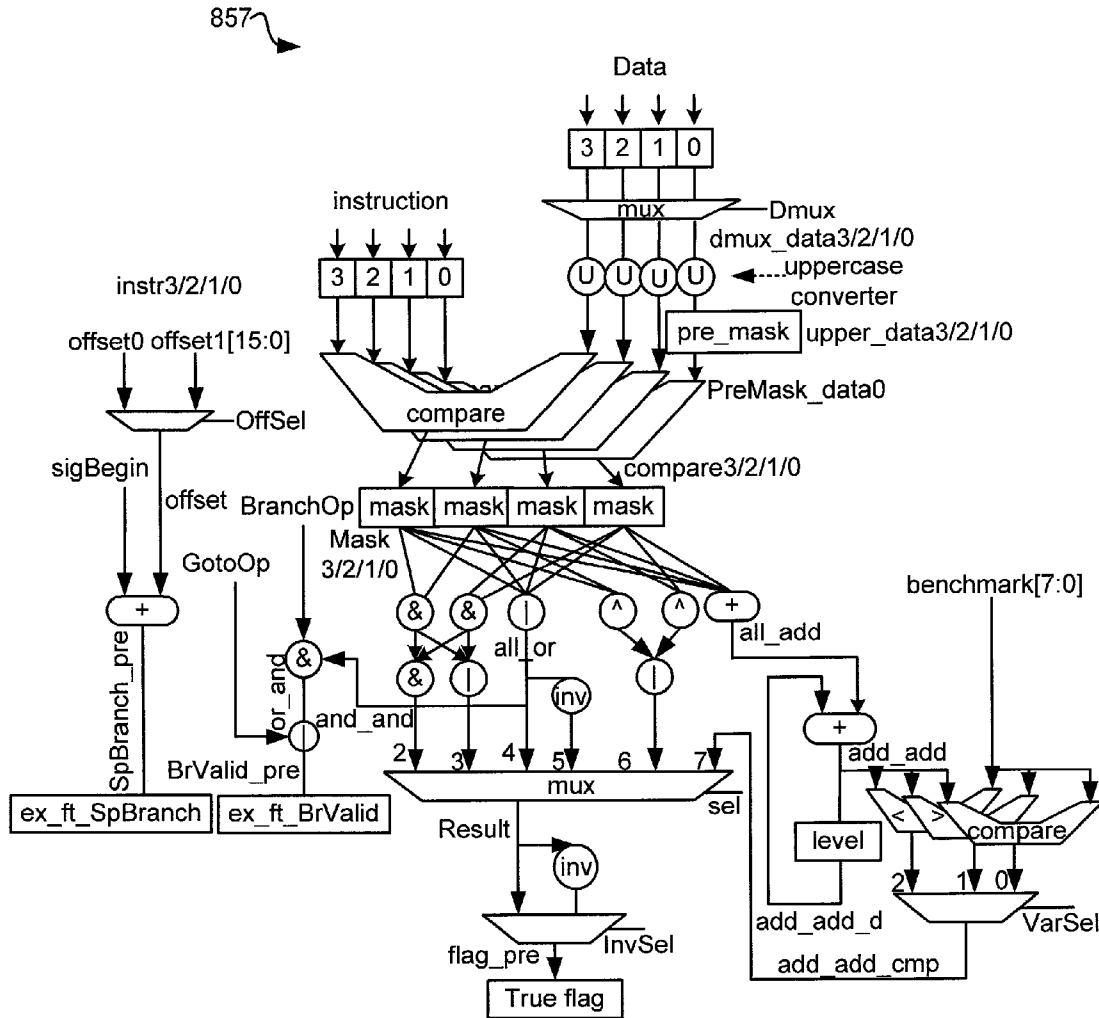 857
Data
3 2 1 0
instruction
mux
Dmux
dmux_data3/2/1/0
3 2 1 0
U U U U
uppercase
converter
instr3/2/1/0
pre_mask
upper_data3/2/1/0
offset0 offset1[15:0]
PreMask_data0
compare
OffSel
compare3/2/1/0
sigBegin
offset
BranchOp
mask mask mask mask
Mask
3/2/1/0
GotoOp
benchmark[7:0]
+
& & | ^ ^ +
all_add
all_or
&
& | inv |
SpBranch_pre
or_and
and_and
+
|
add_add
2 3 4 5 6 7
BrValid_pre
mux
sel
ex_ft_SpBranch
ex_ft_BrValid
< >
compare
Result
level
inv
2 1 0
add_add_d
VarSel
InvSel
flag_pre
add_add_cmp
True flag